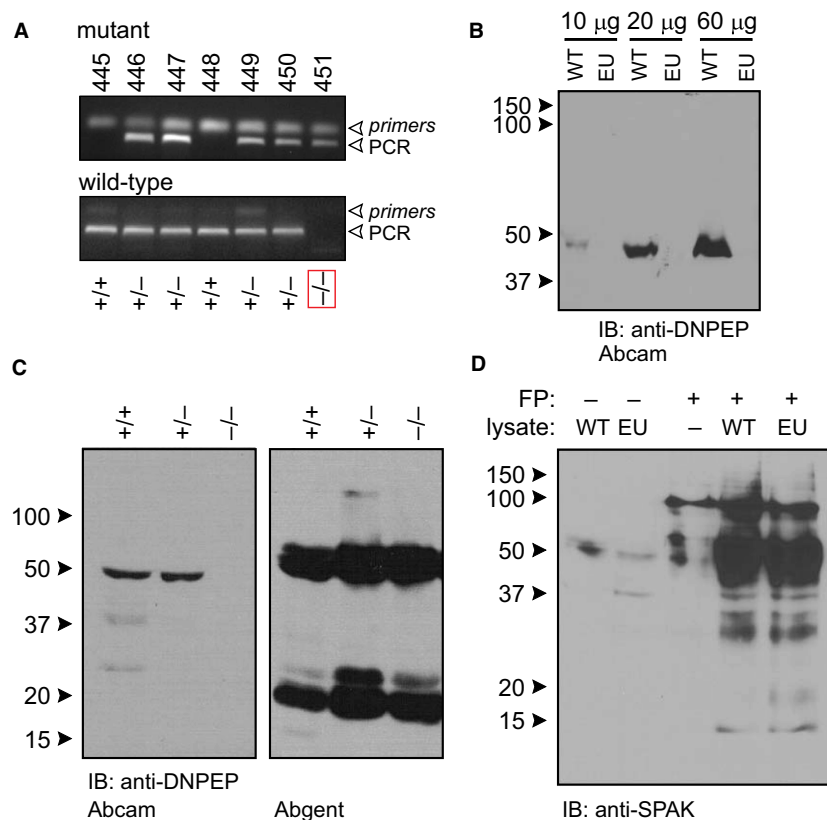 A
mutant
445 446 447 448 449 450 451
primers
PCR
wild-type
primers
PCR
+/+ +/– +/– +/+ +/– +/– –/–
B
10 µg 20 µg 60 µg
WT EU WT EU WT EU
150
100
50
37
IB: anti-DNPEP
Abcam
C
+/+ +/– –/– +/+ +/– –/–
100
50
37
20
15
IB: anti-DNPEP
Abcam
Abgent
D
FP: – – + + +
lysate: WT EU – WT EU
150
100
50
37
20
15
IB: anti-SPAK